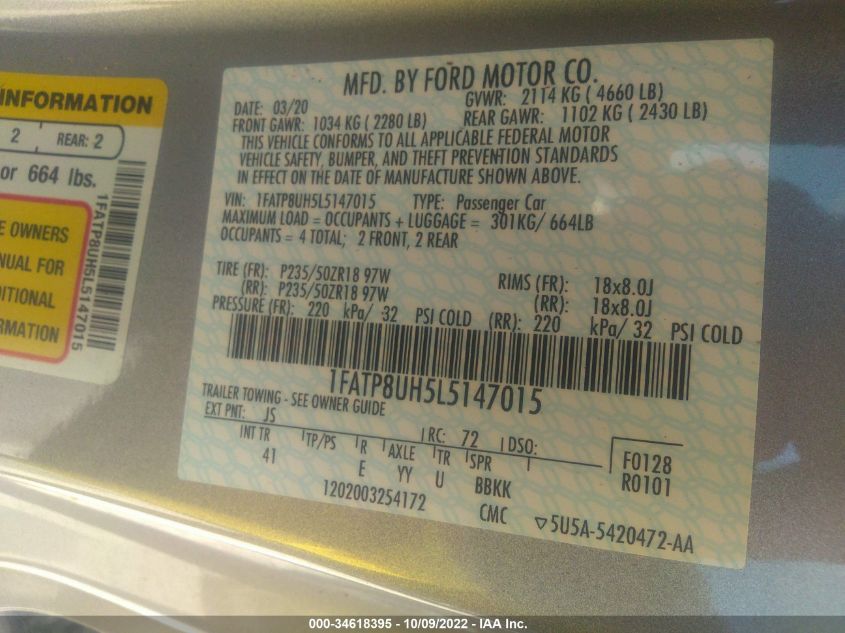 INFORMATION
2 REAR: 2
or 664 lbs.
E OWNERS
NUAL FOR
DITIONAL
RMATION
1FATP8UH5L5147015
MFD. BY FORD MOTOR CO.
DATE: 03/20 GVWR: 2114 KG ( 4660 LB)
FRONT GAWR: 1034 KG ( 2280 LB) REAR GAWR: 1102 KG ( 2430 LB)
THIS VEHICLE CONFORMS TO ALL APPLICABLE FEDERAL MOTOR
VEHICLE SAFETY, BUMPER, AND THEFT PREVENTION STANDARDS
IN EFFECT ON THE DATE OF MANUFACTURE SHOWN ABOVE.
VIN: 1FATP8UH5L5147015 TYPE: Passenger Car
MAXIMUM LOAD = OCCUPANTS + LUGGAGE = 301KG/ 664LB
OCCUPANTS = 4 TOTAL; 2 FRONT, 2 REAR
TIRE (FR): P235/50ZR18 97W RIMS (FR): 18x8.0J
(RR): P235/50ZR18 97W (RR): 18x8.0J
PRESSURE (FR): 220 kPa/ 32 PSI COLD (RR): 220 kPa/ 32 PSI COLD
1FATP8UH5L5147015
TRAILER TOWING - SEE OWNER GUIDE
EXT PNT: JS RC: 72 DSO:
INT TR TP/PS R AXLE TR SPR F0128
41 E YY U BBKK R0101
1202003254172 CMC 5U5A-5420472-AA
000-34618395 - 10/09/2022 - IAA Inc.